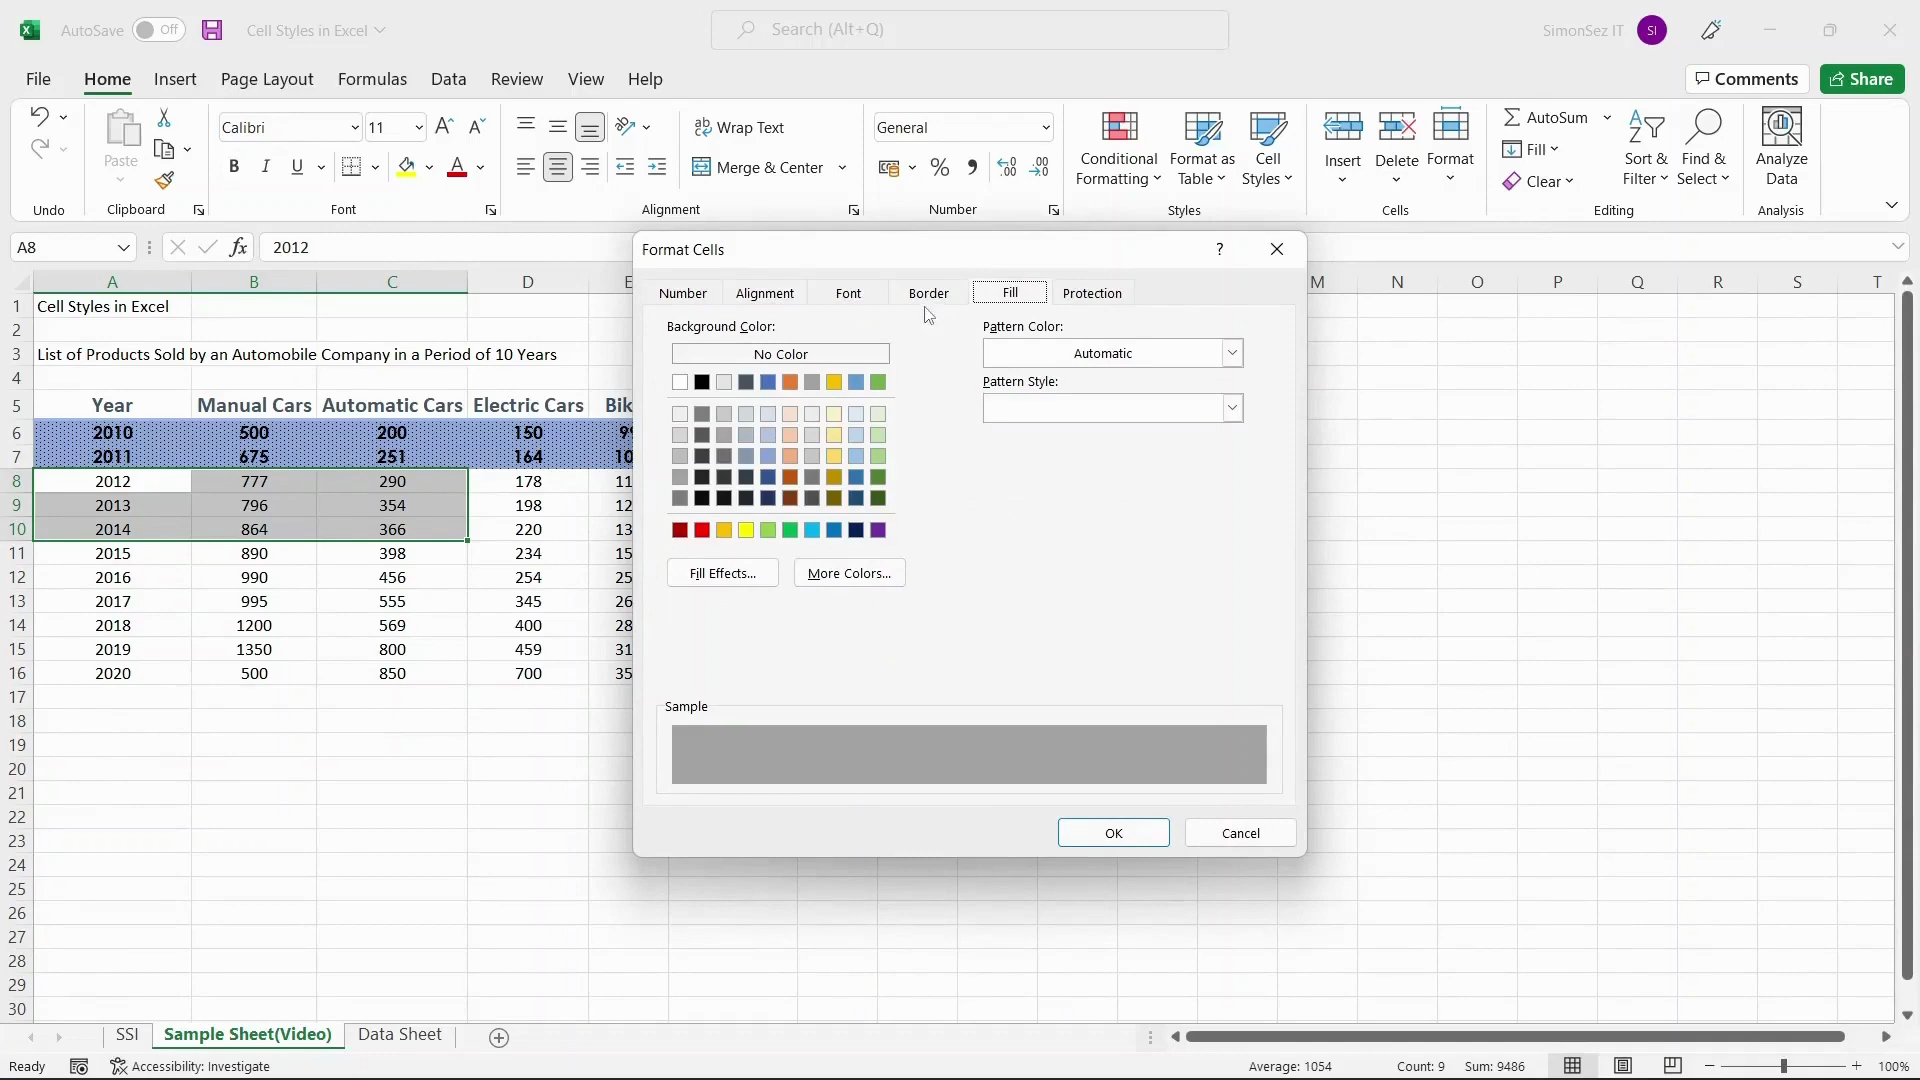 AutoSave Off Cell Styles in Excel Search (Alt+Q) SimonSez IT SI
File Home Insert Page Layout Formulas Data Review View Help Comments Share
Calibri 11 Wrap Text General AutoSum
Paste Conditional Formatting Format as Table Cell Styles Insert Delete Format Fill Sort & Filter Find & Select Analyze Data
B I U A Merge & Center % Clear
Undo Clipboard Font Alignment Number Styles Cells Editing Analysis
A8 fx 2012
Format Cells ?
A B C D E M N O P Q R S T
Number Alignment Font Border Fill Protection
1 Cell Styles in Excel
2
3 List of Products Sold by an Automobile Company in a Period of 10 Years
4
5 Year Manual Cars Automatic Cars Electric Cars Bik
6 2010 500 200 150 99
7 2011 675 251 164 10
8 2012 777 290 178 11
9 2013 796 354 198 12
10 2014 864 366 220 13
11 2015 890 398 234 15
12 2016 990 456 254 25
13 2017 995 555 345 26
14 2018 1200 569 400 28
15 2019 1350 800 459 31
16 2020 500 850 700 35
17
18
19
20
21
22
23
24
25
26
27
28
29
30
Background Color: Pattern Color:
No Color Automatic
Pattern Style:
Fill Effects... More Colors...
Sample
OK Cancel
SSI Sample Sheet(Video) Data Sheet
Ready Accessibility: Investigate Average: 1054 Count: 9 Sum: 9486 100%